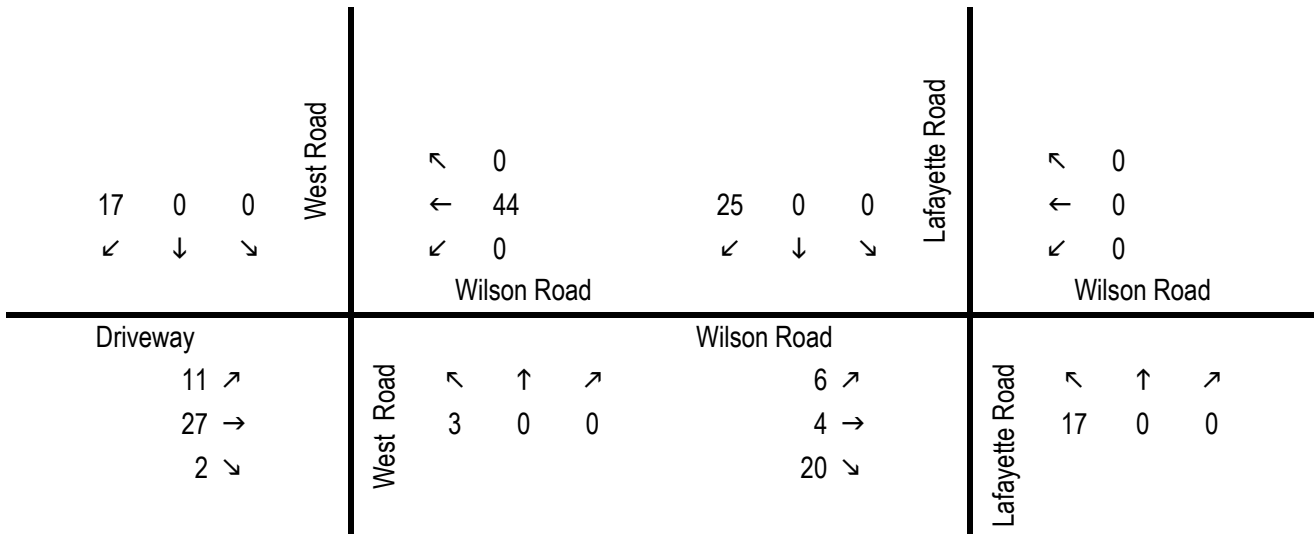 West Road
Lafayette Road
↖ 0
↖ 0
17 0 0
← 44
25 0 0
← 0
↙ ↓ ↘
↙ 0
↙ ↓ ↘
↙ 0
Wilson Road
Wilson Road
Driveway
Wilson Road
11 ↗
↖ ↑ ↗
6 ↗
↖ ↑ ↗
27 →
3 0 0
4 →
17 0 0
2 ↘
20 ↘
West Road
Lafayette Road